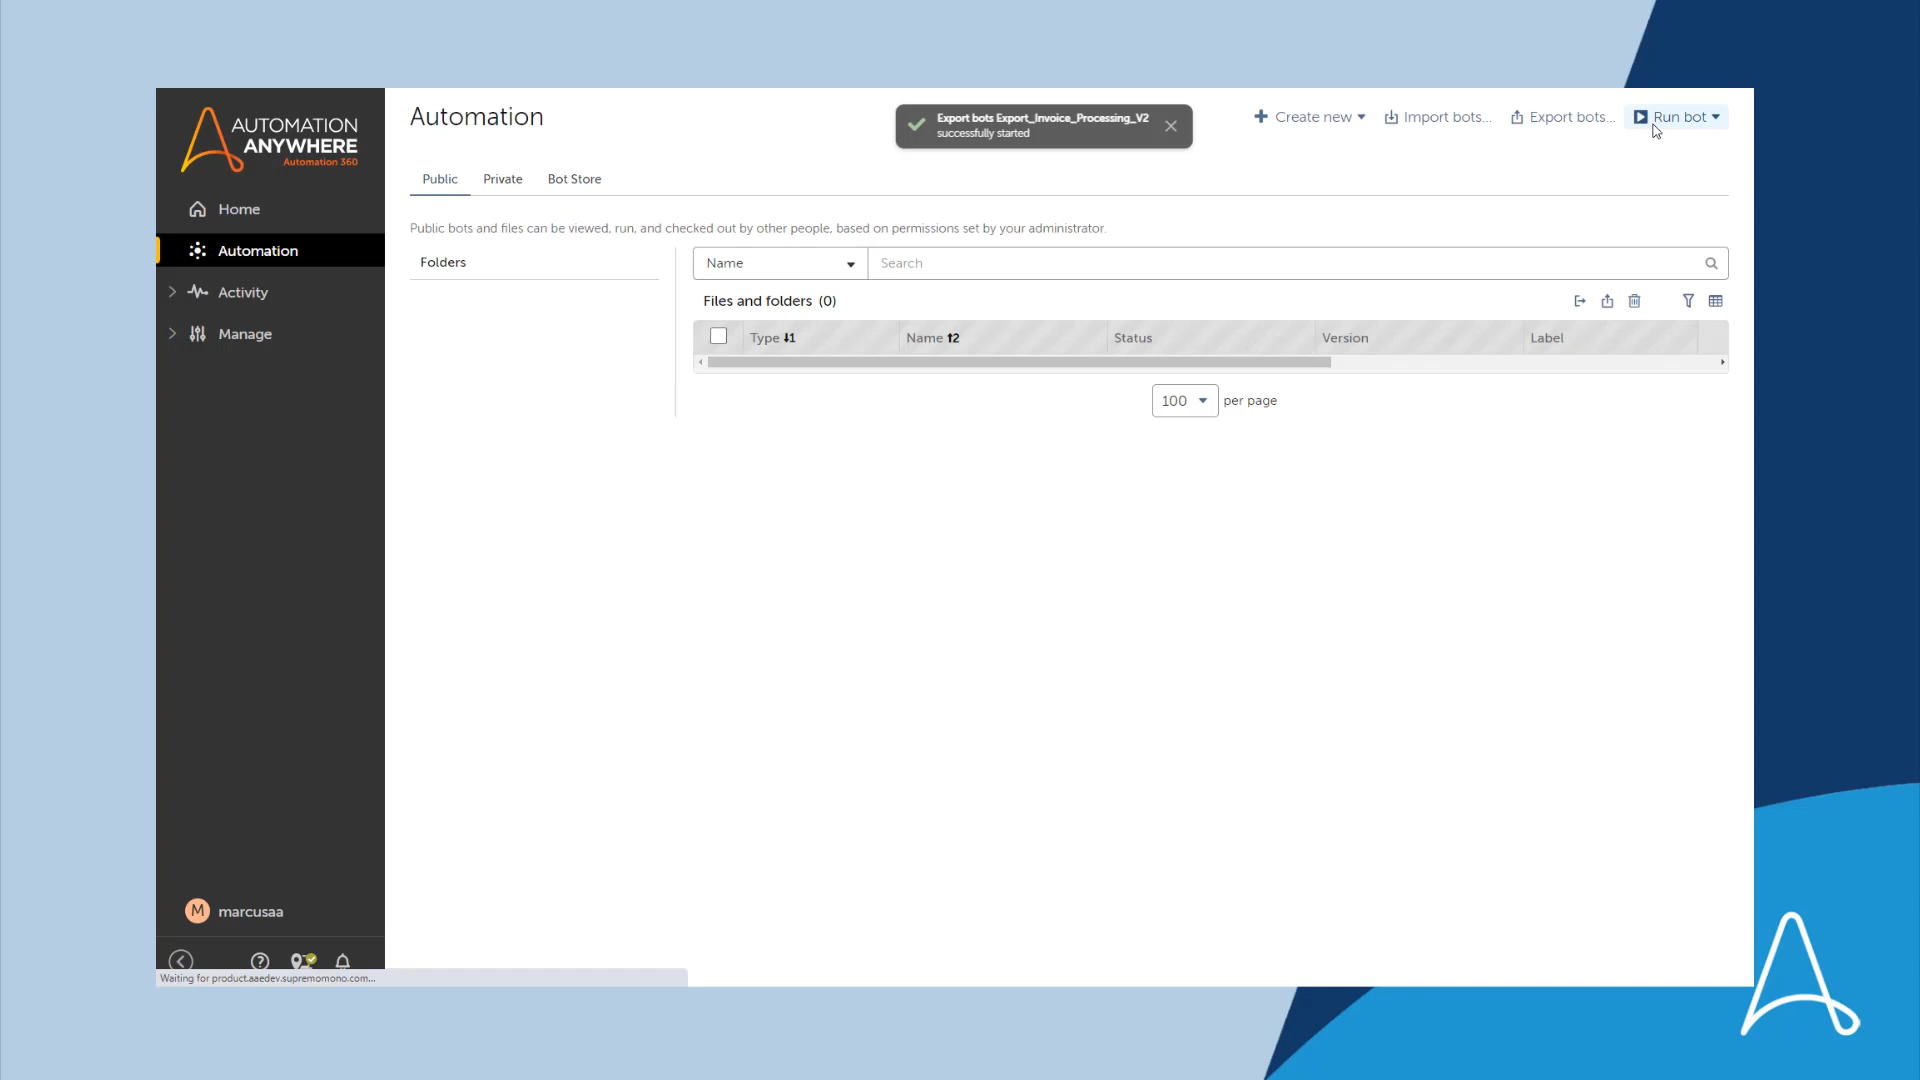 AUTOMATION
ANYWHERE
Automation 360
Home
Automation
Activity
Manage
M marcusaa
Waiting for product.aaedev.supremomono.com...
Automation
Export bots Export_Invoice_Processing_V2
successfully started
Create new
Import bots...
Export bots...
Run bot
Public Private Bot Store
Public bots and files can be viewed, run, and checked out by other people, based on permissions set by your administrator.
Folders
Name Search
Files and folders (0)
Type 1 Name 2 Status Version Label
100 per page